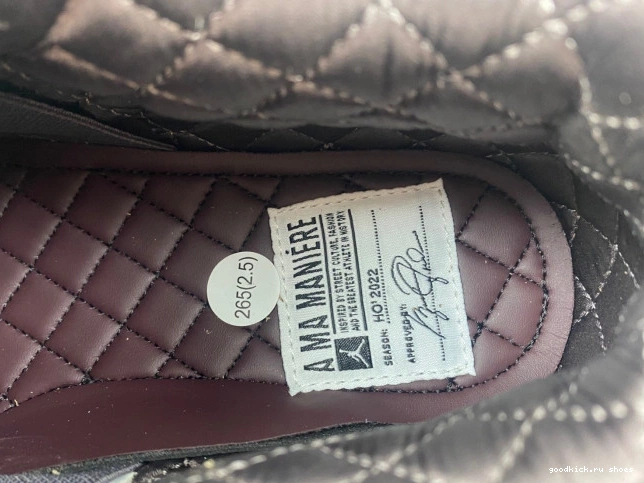 265(2.5)
A MA MANIÉRE
INSPIRED BY STREET CULTURE, FASHION
AND THE GREATEST ATHLETE IN HISTORY
SEASON: HO' 2022
APPROVED BY:
goodkick.ru shoes